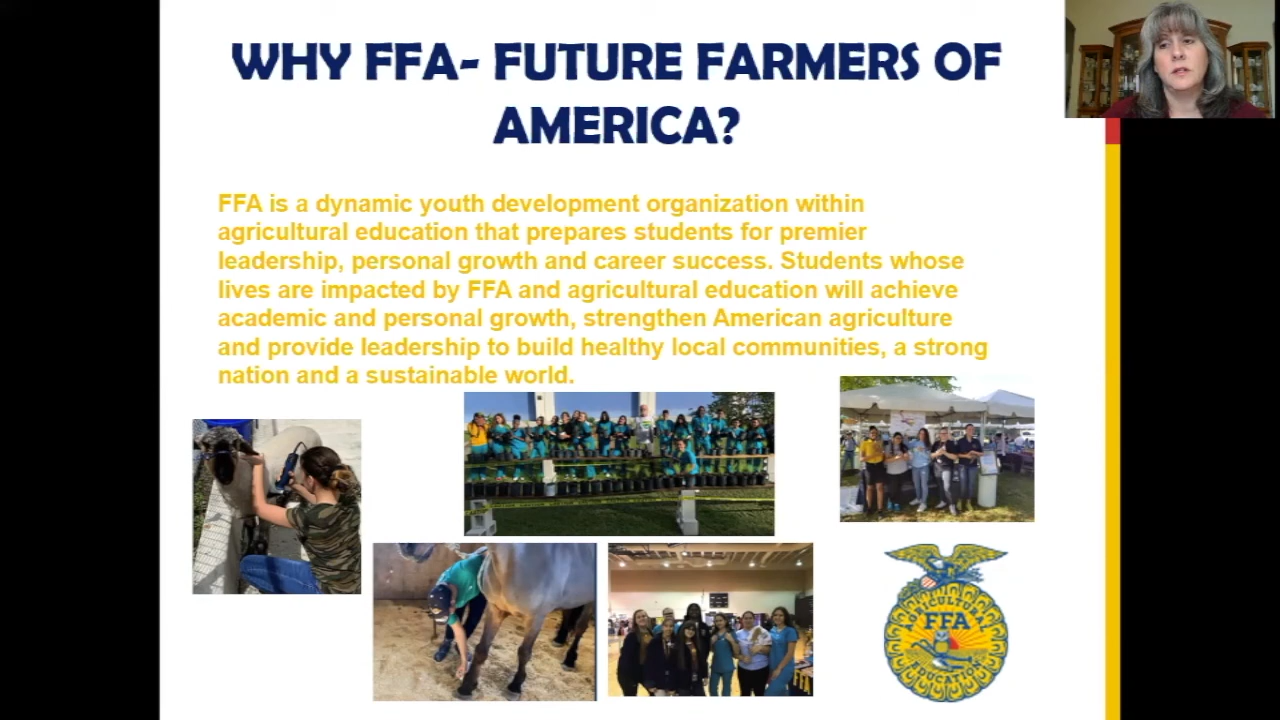 WHY FFA- FUTURE FARMERS OF
AMERICA?
FFA is a dynamic youth development organization within
agricultural education that prepares students for premier
leadership, personal growth and career success. Students whose
lives are impacted by FFA and agricultural education will achieve
academic and personal growth, strengthen American agriculture
and provide leadership to build healthy local communities, a strong
nation and a sustainable world.
AGRICULTURAL
FFA
EDUCATION